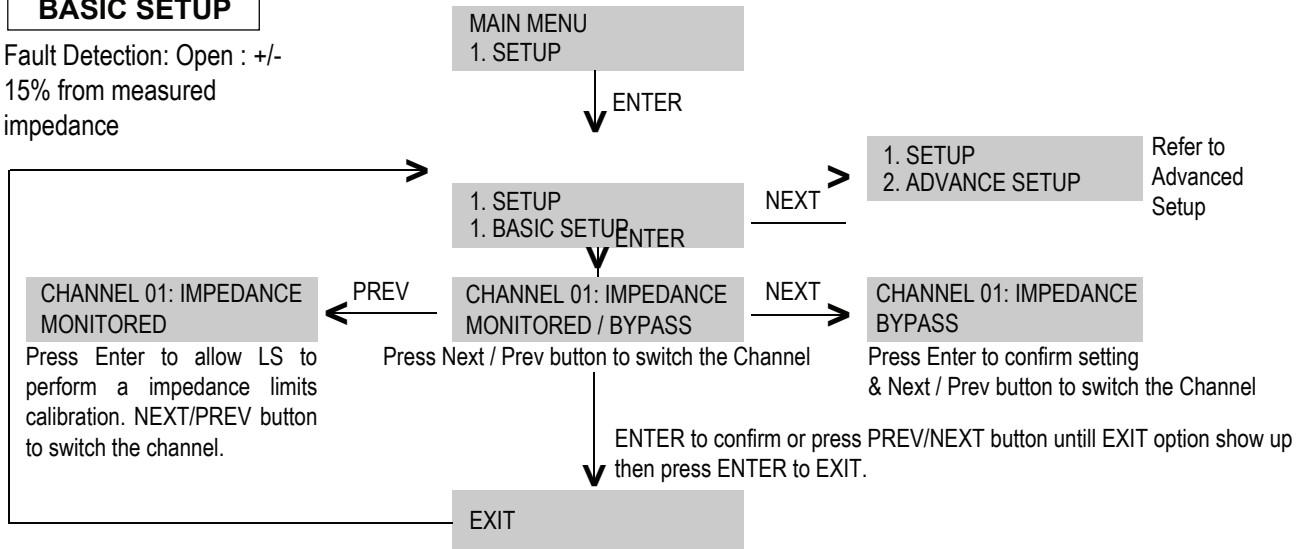 BASIC SETUP
Fault Detection: Open : +/-
15% from measured
impedance
MAIN MENU
1. SETUP
ENTER
1. SETUP
1. BASIC SETUP
NEXT
1. SETUP
2. ADVANCE SETUP
Refer to
Advanced
Setup
ENTER
CHANNEL 01: IMPEDANCE
MONITORED
PREV
CHANNEL 01: IMPEDANCE
MONITORED / BYPASS
NEXT
CHANNEL 01: IMPEDANCE
BYPASS
Press Enter to allow LS to
perform a impedance limits
calibration. NEXT/PREV button
to switch the channel.
Press Next / Prev button to switch the Channel
Press Enter to confirm setting
& Next / Prev button to switch the Channel
ENTER to confirm or press PREV/NEXT button untill EXIT option show up
then press ENTER to EXIT.
EXIT